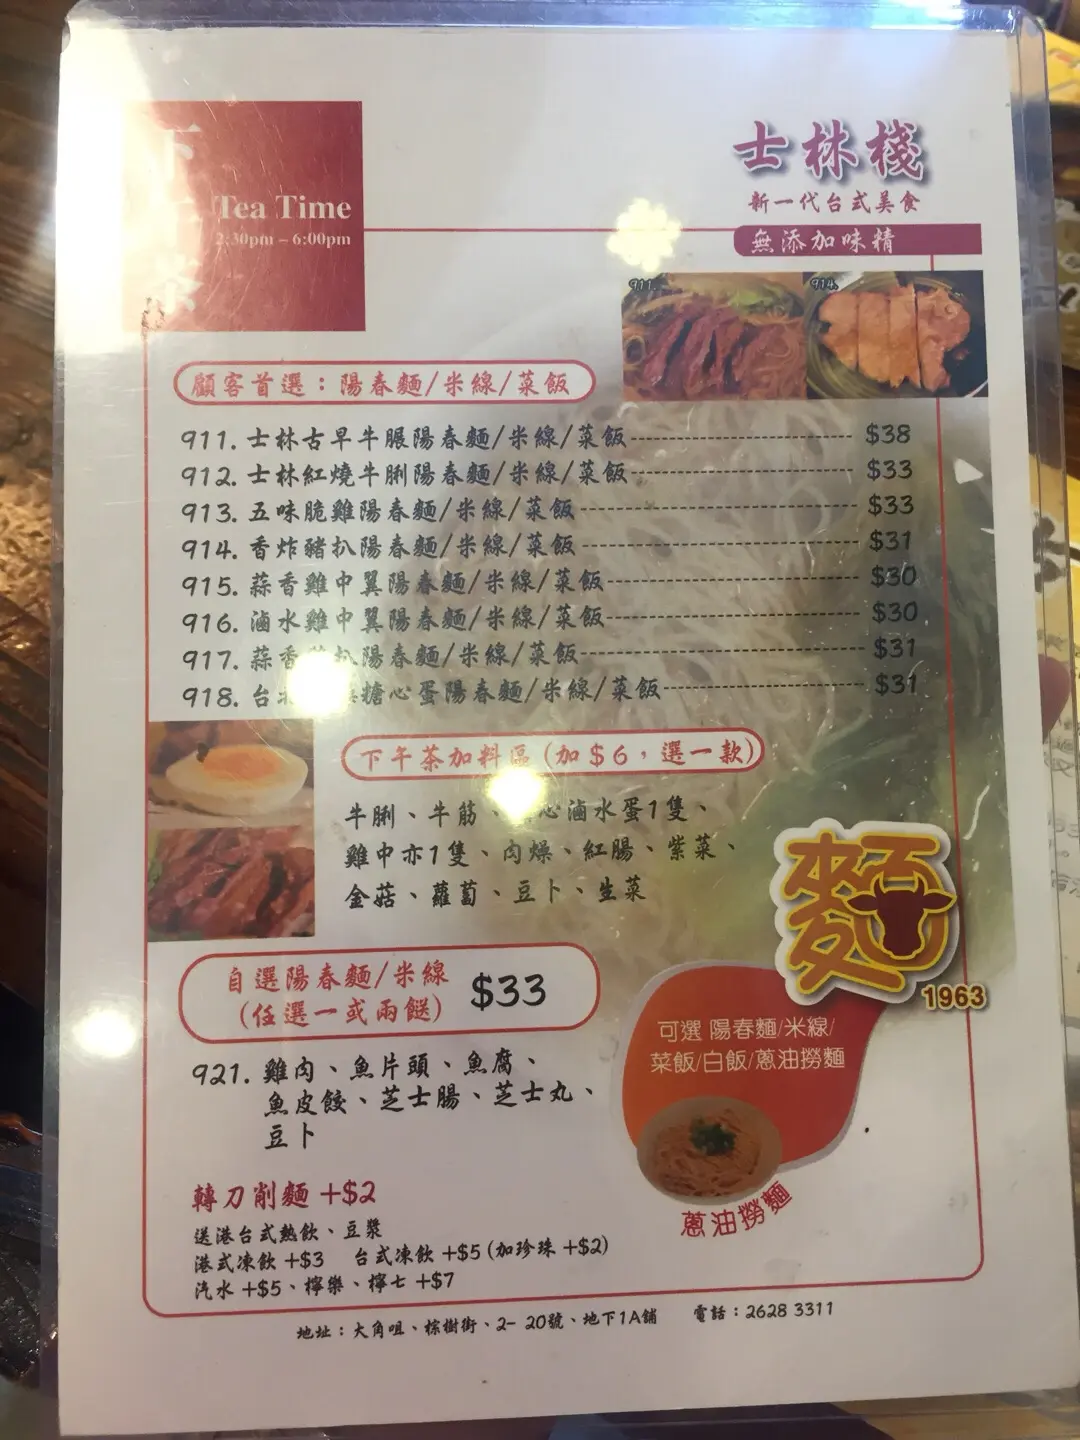 下午茶
Tea Time
2:30pm – 6:00pm
士林棧
新一代台式美食
無添加味精
911.
914.
顧客首選：陽春麵/米線/菜飯
911. 士林古早牛脤陽春麵/米線/菜飯 $38
912. 士林紅燒牛脷陽春麵/米線/菜飯 $33
913. 五味脆雞陽春麵/米線/菜飯 $33
914. 香炸豬扒陽春麵/米線/菜飯 $31
915. 蒜香雞中翼陽春麵/米線/菜飯 $30
916. 滷水雞中翼陽春麵/米線/菜飯 $30
917. 蒜香扒陽春麵/米線/菜飯 $31
918. 台北糖心蛋陽春麵/米線/菜飯 $31
下午茶加料區 (加$6，選一款)
牛脷、牛筋、心滷水蛋1隻、
雞中亦1隻、肉燥、紅腸、紫菜、
金菇、蘿蔔、豆卜、生菜
自選陽春麵/米線
(任選一或兩餸)
$33
921. 雞肉、魚片頭、魚腐、
魚皮餃、芝士腸、芝士丸、
豆卜
麵
1963
可選 陽春麵/米線/
菜飯/白飯/蔥油撈麵
蔥油撈麵
轉刀削麵 +$2
送港台式熱飲、豆漿
港式凍飲 +$3 台式凍飲 +$5 (加珍珠 +$2)
汽水 +$5、檸樂、檸七 +$7
地址：大角咀、棕樹街、2- 20號、地下1A舖 電話：2628 3311